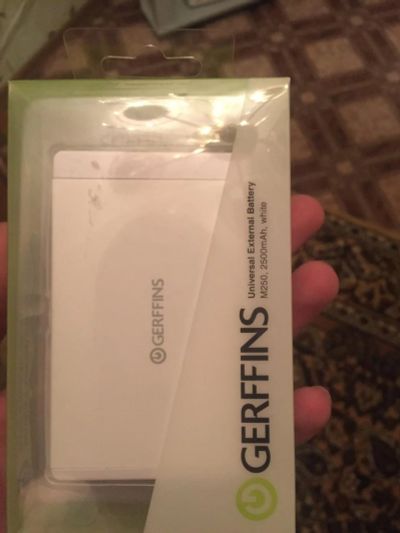 GERFFINS
Universal External Battery
M250, 2500mAh, white
GERFFINS